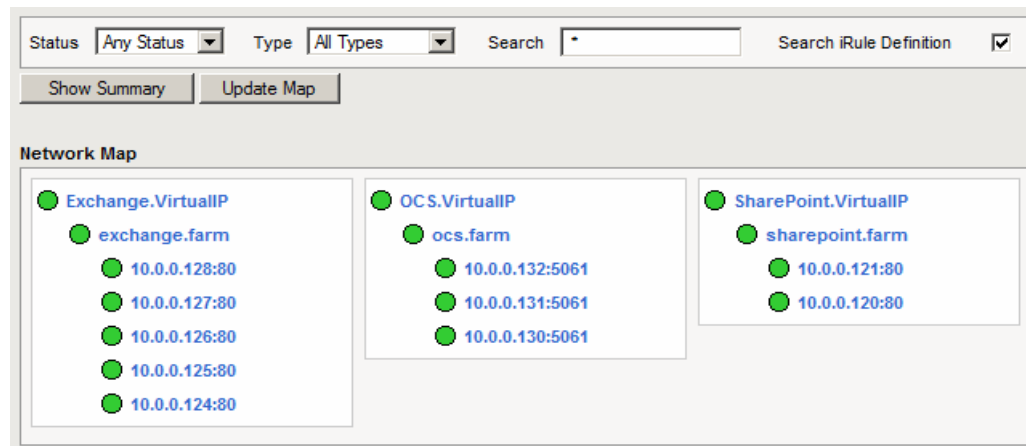 Status Any Status Type All Types Search * Search iRule Definition
Show Summary Update Map
Network Map
Exchange.VirtualIP
exchange.farm
10.0.0.128:80
10.0.0.127:80
10.0.0.126:80
10.0.0.125:80
10.0.0.124:80
OCS.VirtualIP
ocs.farm
10.0.0.132:5061
10.0.0.131:5061
10.0.0.130:5061
SharePoint.VirtualIP
sharepoint.farm
10.0.0.121:80
10.0.0.120:80